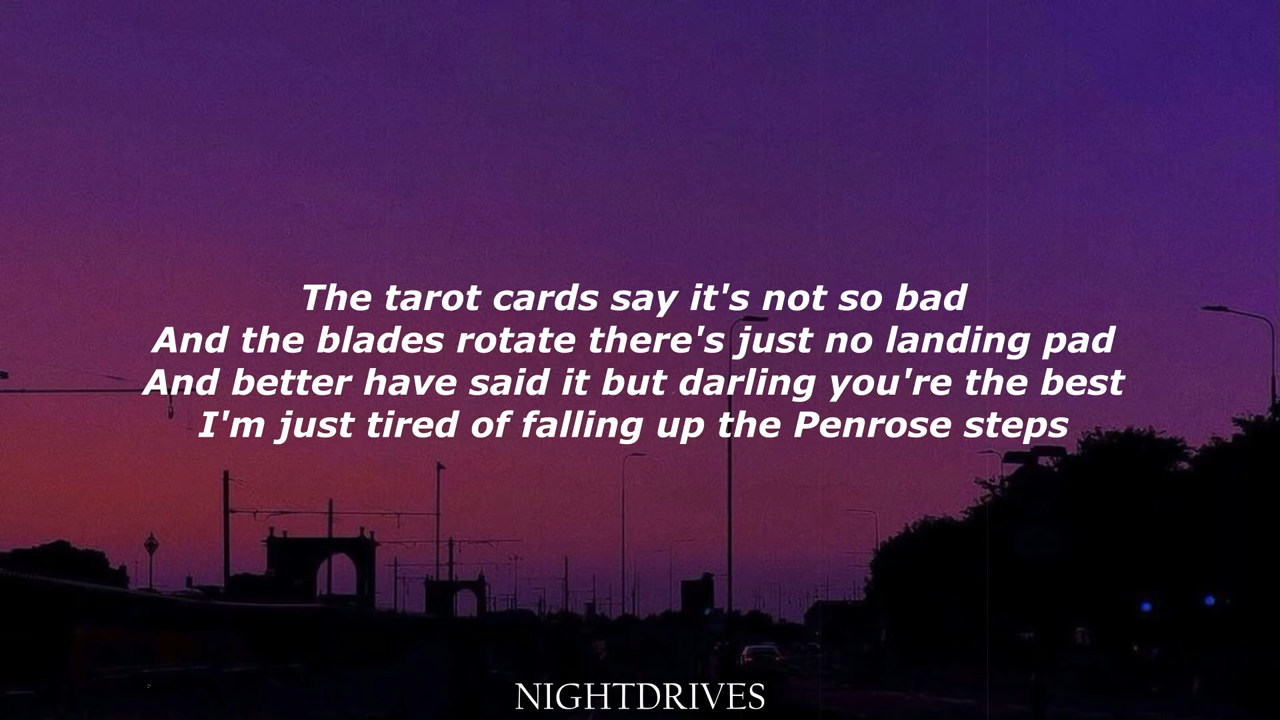 The tarot cards say it's not so bad
And the blades rotate there's just no landing pad
And better have said it but darling you're the best
I'm just tired of falling up the Penrose steps
NIGHTDRIVES